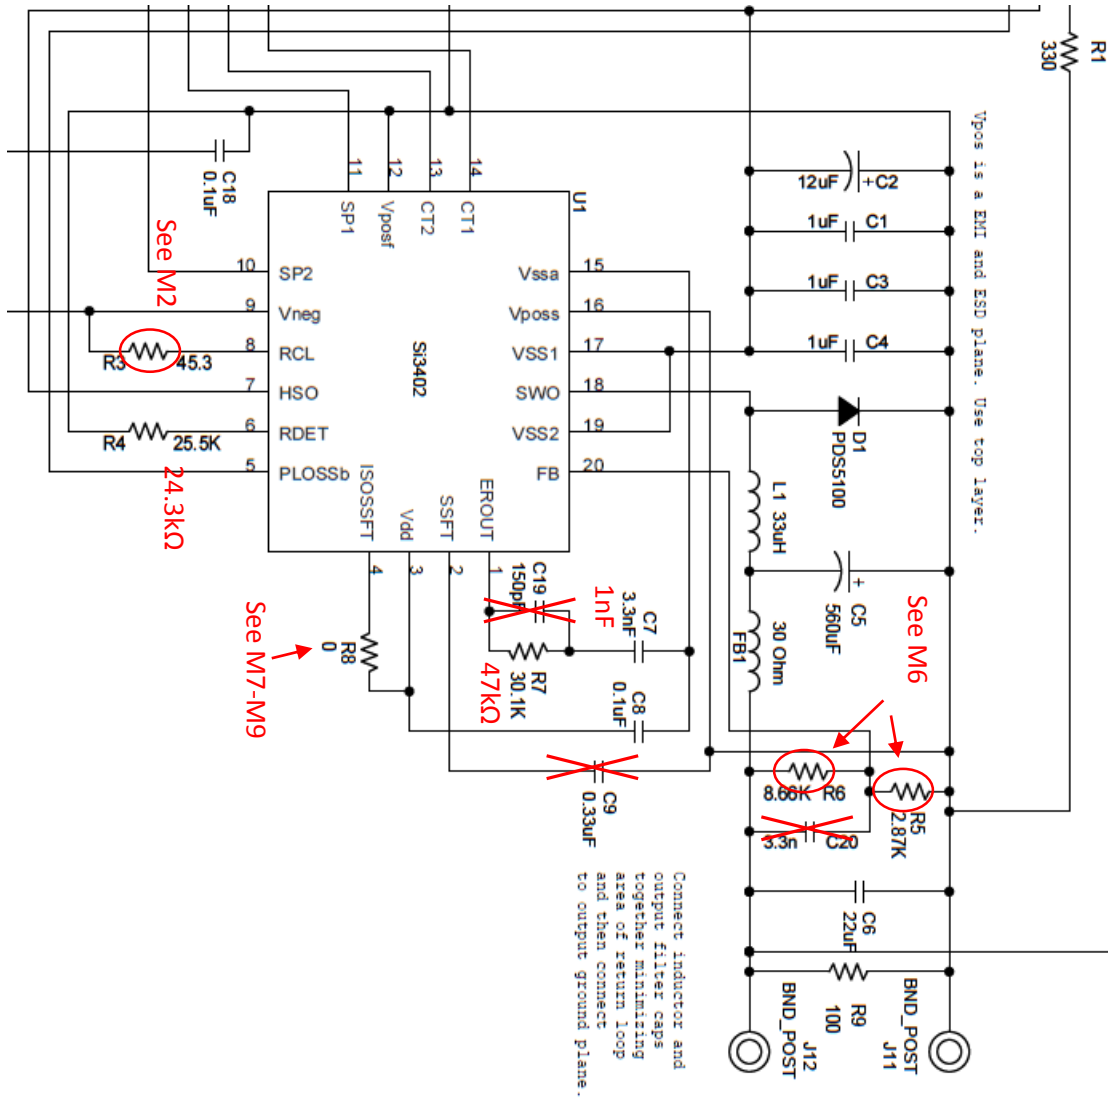 R1
330
Vpos is a EMI and ESD plane. Use top layer.
C18
0.1uF
11
12
13
14
U1
SP1
Vposf
CT2
CT1
12uF
+C2
1uF
C1
1uF
C3
1uF
C4
See M2
10
SP2
9
Vneg
8
RCL
7
HSO
6
RDET
5
PLOSSb
Si3402
Vssa
15
Vposs
16
VSS1
17
SWO
18
VSS2
19
FB
20
R3
45.3
R4
25.5K
24.3kΩ
ISOSSFT
Vdd
SSFT
EROUT
4
3
2
1
D1
PDS5100
L1 33uH
+
C5
560uF
30 Ohm
FB1
C19
150pF
1nF
C7
3.3nF
R7
30.1K
47kΩ
C8
0.1uF
See M7-M9
R8
0
C9
0.33uF
See M6
8.66K
R6
R5
2.87K
3.3n
C20
C6
22uF
R9
100
Connect inductor and
output filter caps
together minimizing
area of return loop
and then connect
to output ground plane.
J12
BND_POST
J11
BND_POST